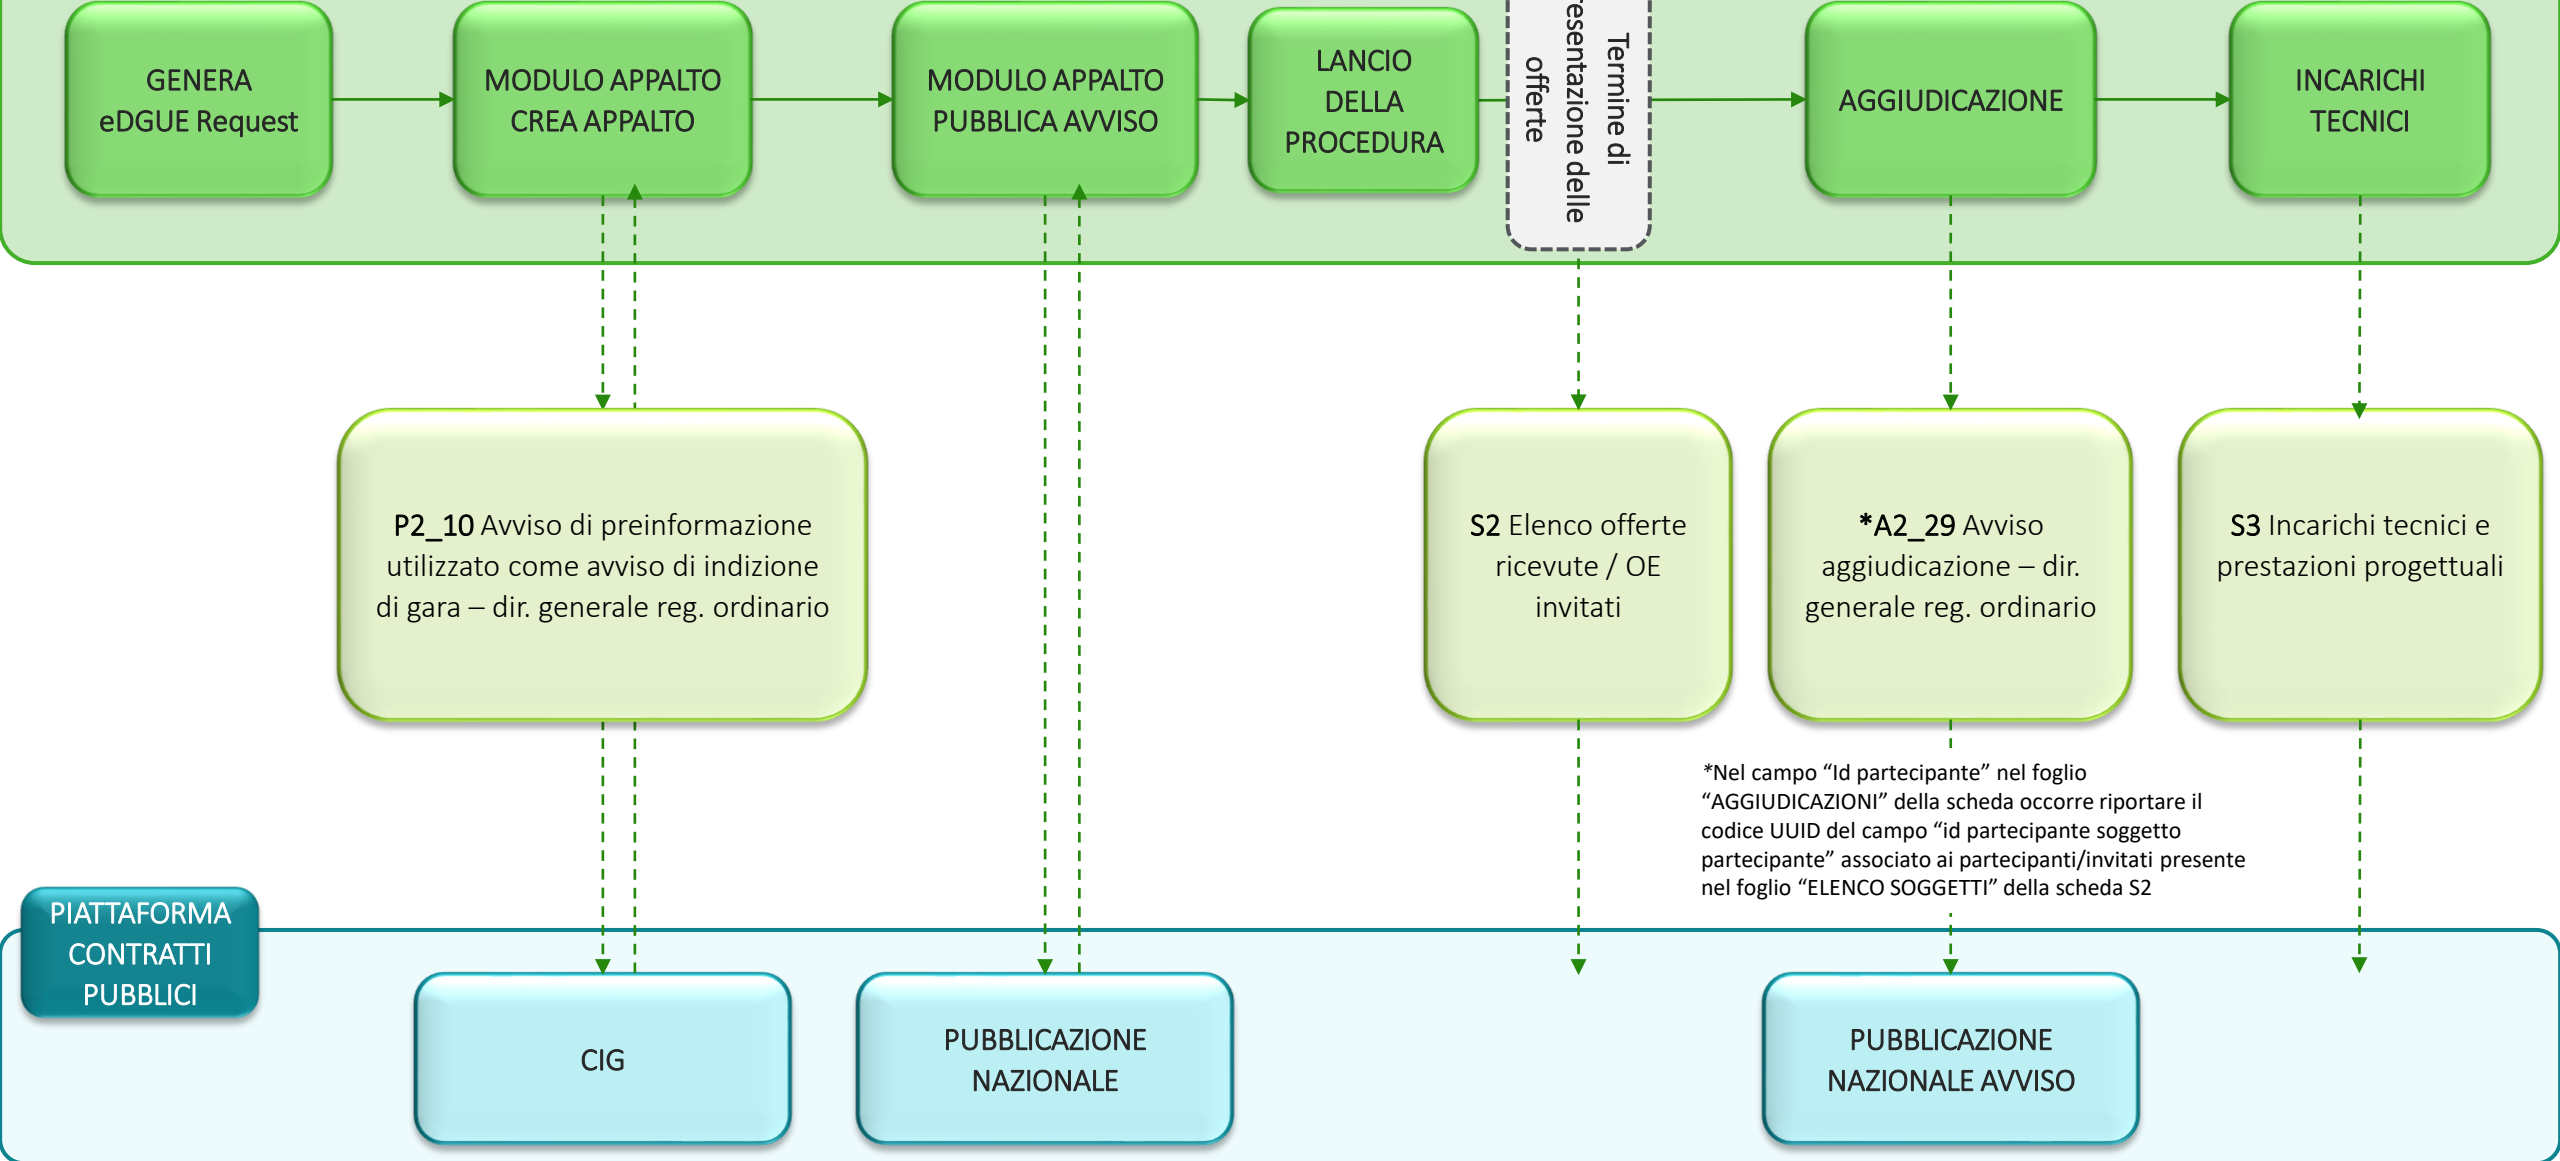 GENERA
eDGUE Request
MODULO APPALTO
CREA APPALTO
MODULO APPALTO
PUBBLICA AVVISO
LANCIO
DELLA
PROCEDURA
Termine di
delle
offerte
AGGIUDICAZIONE
INCARICHI
TECNICI
P2_10 Avviso di preinformazione
utilizzato come avviso di indizione
di gara – dir. generale reg. ordinario
S2 Elenco offerte
ricevute / OE
invitati
*A2_29 Avviso
aggiudicazione – dir.
generale reg. ordinario
S3 Incarichi tecnici e
prestazioni progettuali
*Nel campo “Id partecipante” nel foglio
“AGGIUDICAZIONI” della scheda occorre riportare il
codice UUID del campo “id partecipante soggetto
partecipante” associato ai partecipanti/invitati presente
nel foglio “ELENCO SOGGETTI” della scheda S2
PIATTAFORMA
CONTRATTI
PUBBLICI
CIG
PUBBLICAZIONE
NAZIONALE
PUBBLICAZIONE
NAZIONALE AVVISO